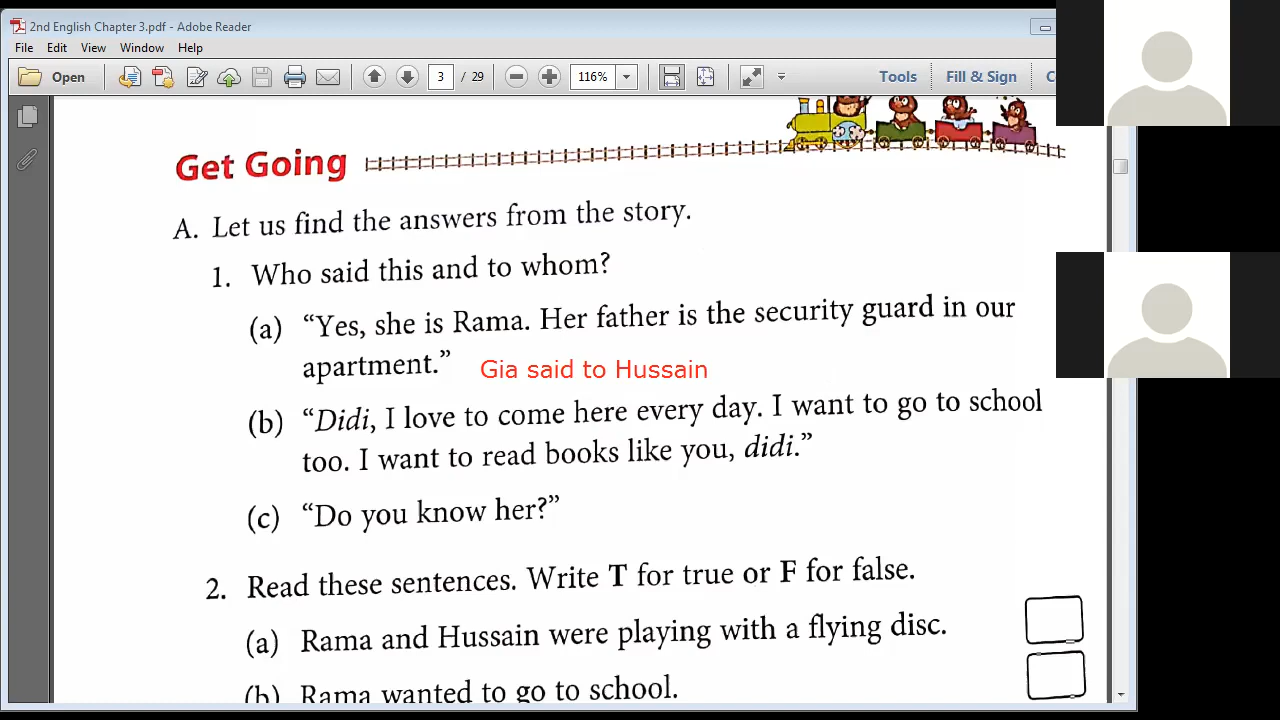 2nd English Chapter 3.pdf - Adobe Reader
File Edit View Window Help
Open 3 / 29 116% Tools Fill & Sign
Get Going
A. Let us find the answers from the story.
1. Who said this and to whom?
(a) “Yes, she is Rama. Her father is the security guard in our
apartment.” Gia said to Hussain
(b) “Didi, I love to come here every day. I want to go to school
too. I want to read books like you, didi.”
(c) “Do you know her?”
2. Read these sentences. Write T for true or F for false.
(a) Rama and Hussain were playing with a flying disc.
(b) Rama wanted to go to school.